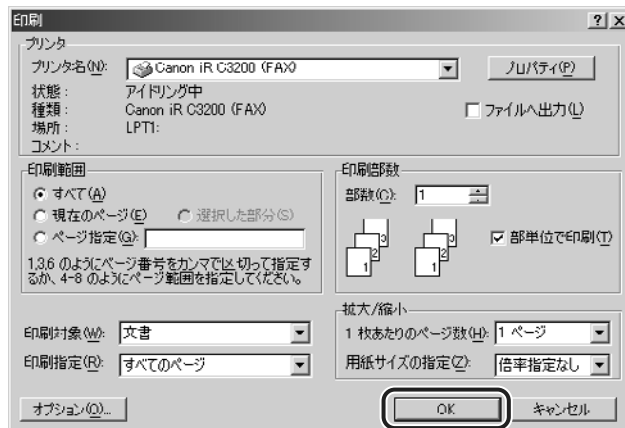 印刷
プリンタ
プリンタ名(N): Canon iR C3200 (FAX) プロパティ(P)
状態: アイドリング中
種類: Canon iR C3200 (FAX) ファイルへ出力(L)
場所: LPT1:
コメント:
印刷範囲
すべて(A)
現在のページ(E) 選択した部分(S)
ページ指定(G):
1,3,6 のようにページ番号をカンマで区切って指定す
るか、4-8 のようにページ範囲を指定してください。
印刷部数
部数(C): 1
部単位で印刷(T)
1 2 3
1 2 3
印刷対象(W): 文書
印刷指定(R): すべてのページ
拡大/縮小
1 枚あたりのページ数(H): 1 ページ
用紙サイズの指定(Z): 倍率指定なし
オプション(O)... OK キャンセル